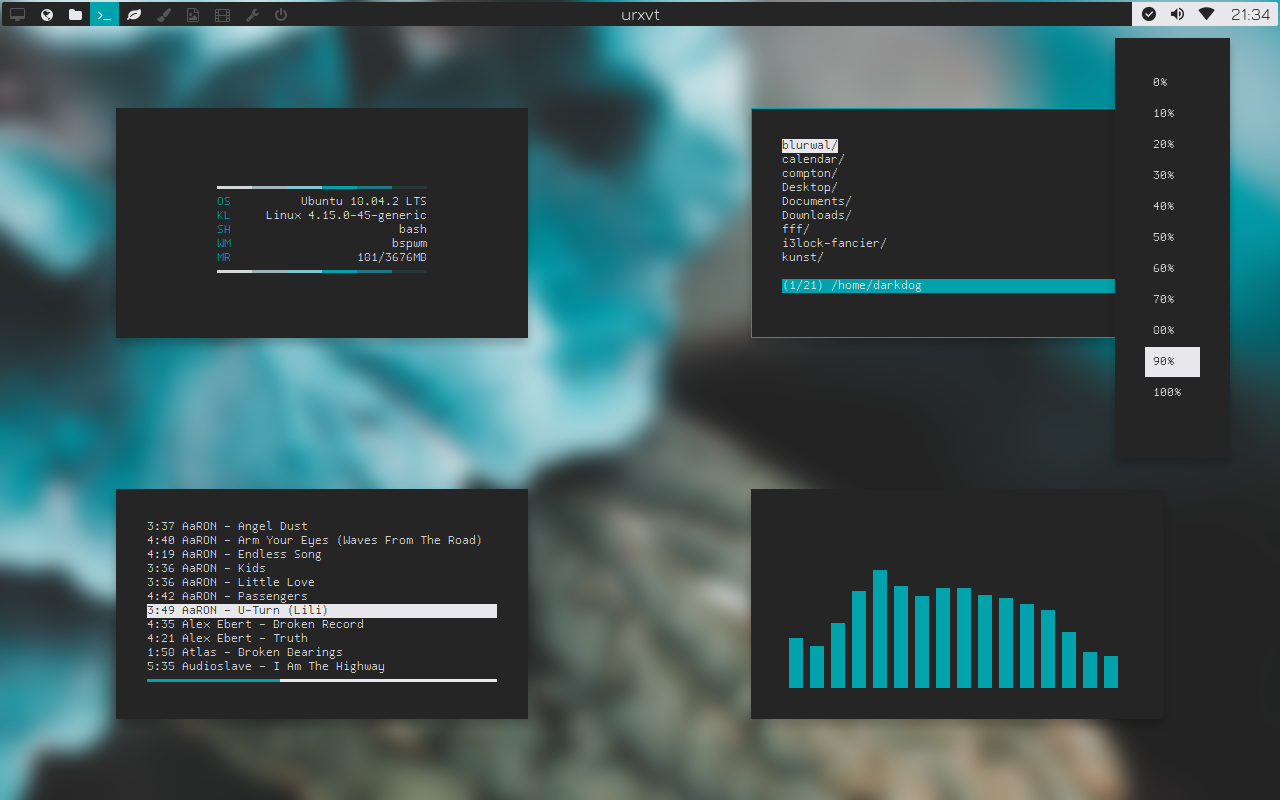 urxvt
21:34
OS Ubuntu 18.04.2 LTS
KL Linux 4.15.0-45-generic
SH bash
WM bspwm
MR 181/3676MB
blurwal/
calendar/
compton/
Desktop/
Documents/
Downloads/
fff/
i3lock-fancier/
kunst/
(1/21) /home/darkdog
0%
10%
20%
30%
40%
50%
60%
70%
80%
90%
100%
3:37 AaRON - Angel Dust
4:40 AaRON - Arm Your Eyes (Waves From The Road)
4:19 AaRON - Endless Song
3:36 AaRON - Kids
3:36 AaRON - Little Love
4:42 AaRON - Passengers
3:49 AaRON - U-Turn (Lili)
4:35 Alex Ebert - Broken Record
4:21 Alex Ebert - Truth
1:58 Atlas - Broken Bearings
5:35 Audioslave - I Am The Highway